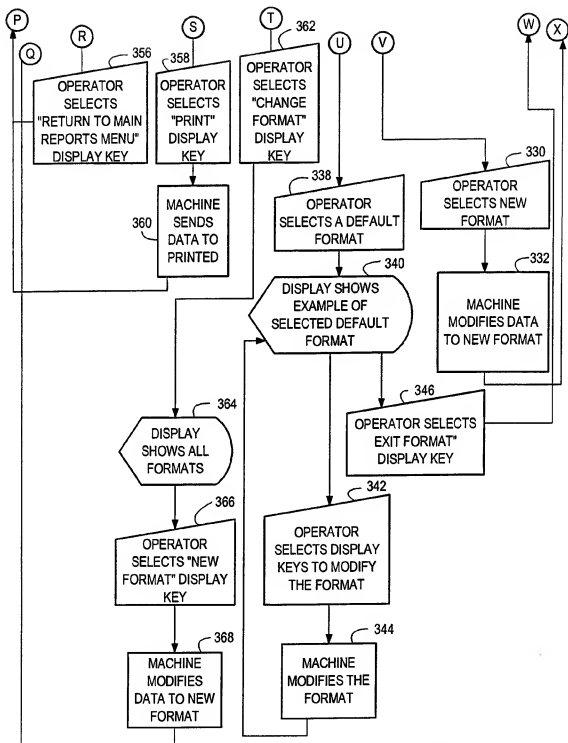 P
Q
R
356
OPERATOR
SELECTS
"RETURN TO MAIN
REPORTS MENU"
DISPLAY KEY
S
358
OPERATOR
SELECTS
"PRINT"
DISPLAY
KEY
T
362
OPERATOR
SELECTS
"CHANGE
FORMAT"
DISPLAY
KEY
U
V
W
X
360
MACHINE
SENDS
DATA TO
PRINTED
338
OPERATOR
SELECTS A DEFAULT
FORMAT
330
OPERATOR
SELECTS NEW
FORMAT
340
DISPLAY SHOWS
EXAMPLE OF
SELECTED DEFAULT
FORMAT
332
MACHINE
MODIFIES DATA
TO NEW FORMAT
346
OPERATOR SELECTS
EXIT FORMAT"
DISPLAY KEY
364
DISPLAY
SHOWS ALL
FORMATS
366
OPERATOR
SELECTS "NEW
FORMAT" DISPLAY
KEY
342
OPERATOR
SELECTS DISPLAY
KEYS TO MODIFY
THE FORMAT
368
MACHINE
MODIFIES
DATA TO NEW
FORMAT
344
MACHINE
MODIFIES THE
FORMAT